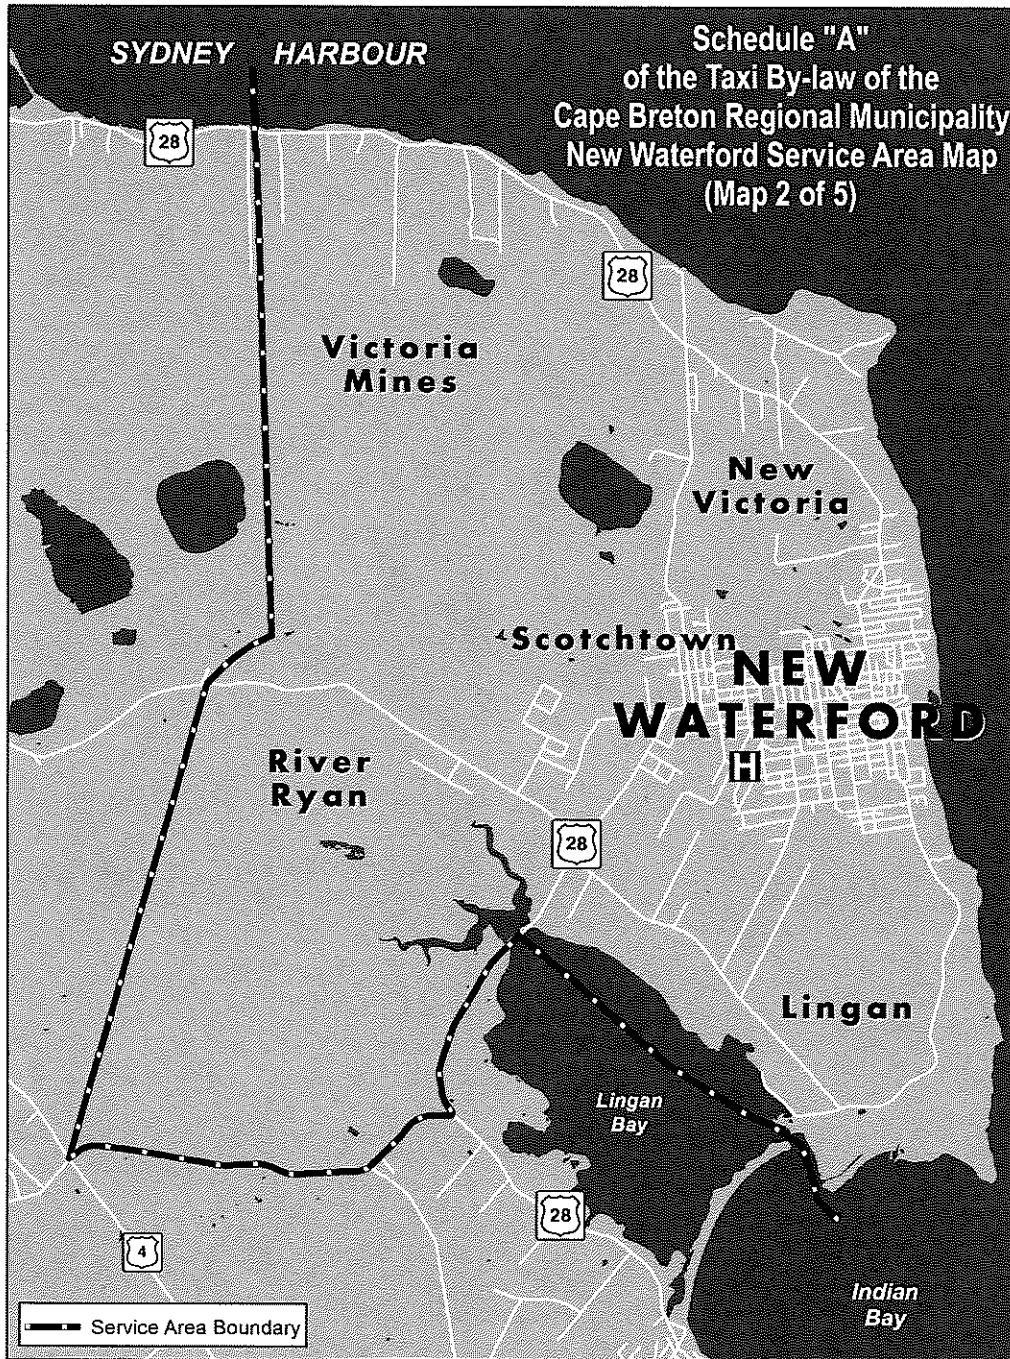 SYDNEY HARBOUR
Schedule "A"
of the Taxi By-law of the
Cape Breton Regional Municipality
New Waterford Service Area Map
(Map 2 of 5)
28
28
Victoria
Mines
New
Victoria
Scotchtown
NEW
WATERFORD
H
River
Ryan
28
Lingan
Lingan
Bay
28
4
Indian
Bay
Service Area Boundary